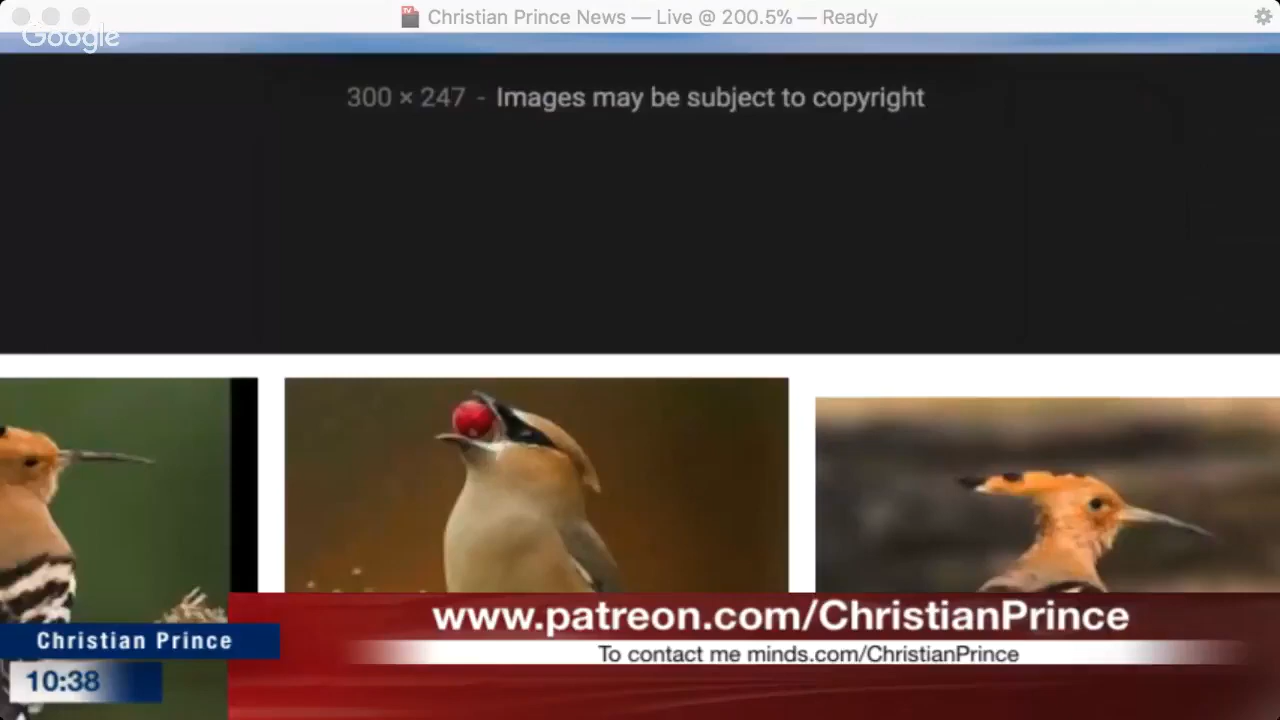 Christian Prince News — Live @ 200.5% — Ready
Google
300 × 247 - Images may be subject to copyright
www.patreon.com/ChristianPrince
To contact me minds.com/ChristianPrince
Christian Prince
10:38